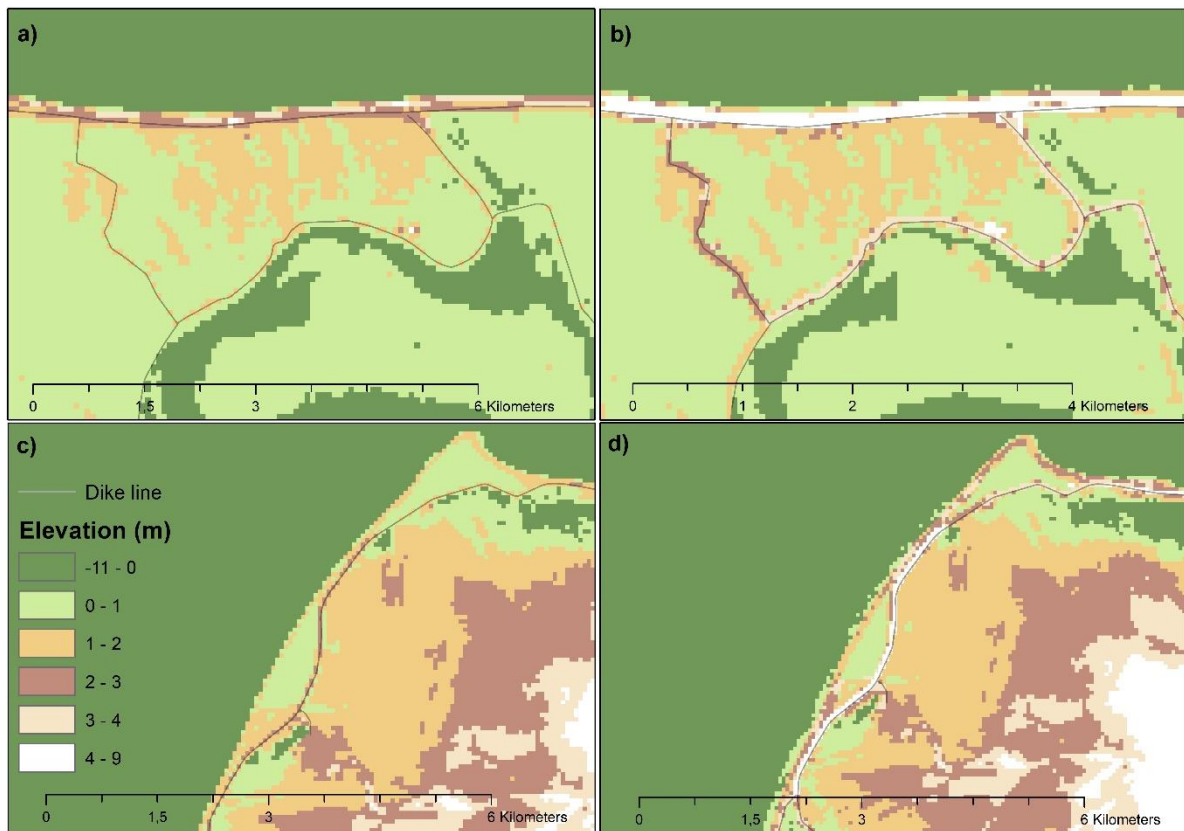 a)
b)
0 1,5 3 6 Kilometers
0 1 2 4 Kilometers
c)
d)
Dike line
Elevation (m)
-11 - 0
0 - 1
1 - 2
2 - 3
3 - 4
4 - 9
0 1,5 3 6 Kilometers
0 1,5 3 6 Kilometers